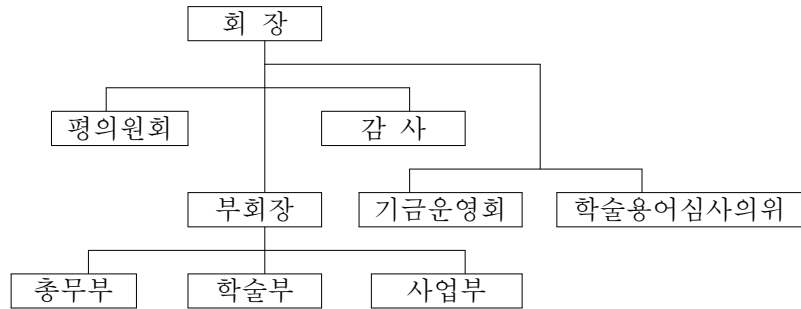 회 장
평의원회
감 사
부회장
기금운영회
학술용어심사의위
총무부
학술부
사업부